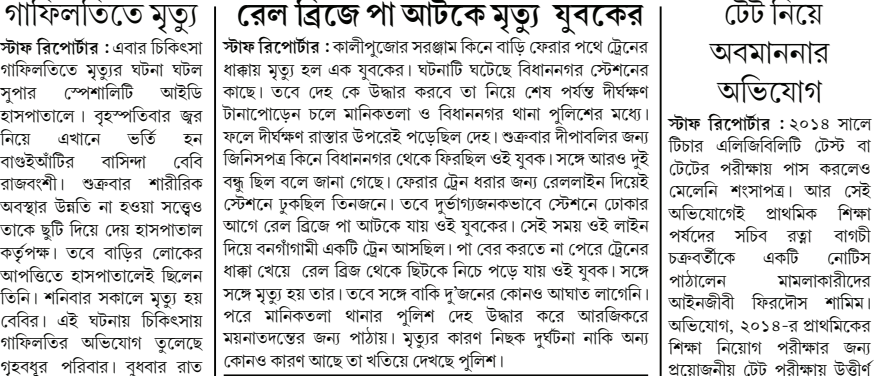 গাফিলতিতে মৃত্যু
স্টাফ রিপোর্টার : এবার চিকিৎসা
গাফিলতিতে মৃত্যুর ঘটনা ঘটল
সুপার স্পেশালিটি আইডি
হাসপাতালে। বৃহস্পতিবার জ্বর
নিয়ে এখানে ভর্তি হন
বাগুইআঁটির বাসিন্দা বেবি
রাজবংশী। শুক্রবার শারীরিক
অবস্থার উন্নতি না হওয়া সত্ত্বেও
তাকে ছুটি দিয়ে দেয় হাসপাতাল
কর্তৃপক্ষ। তবে বাড়ির লোকের
আপত্তিতে হাসপাতালেই ছিলেন
তিনি। শনিবার সকালে মৃত্যু হয়
বেবির। এই ঘটনায় চিকিৎসায়
গাফিলতির অভিযোগ তুলেছে
গৃহবধূর পরিবার। বুধবার রাত
রেল ব্রিজে পা আটকে মৃত্যু যুবকের
স্টাফ রিপোর্টার : কালীপুজোর সরঞ্জাম কিনে বাড়ি ফেরার পথে ট্রেনের
ধাক্কায় মৃত্যু হল এক যুবকের। ঘটনাটি ঘটেছে বিধাননগর স্টেশনের
কাছে। তবে দেহ কে উদ্ধার করবে তা নিয়ে শেষ পর্যন্ত দীর্ঘক্ষণ
টানাপোড়েন চলে মানিকতলা ও বিধাননগর থানা পুলিশের মধ্যে।
ফলে দীর্ঘক্ষণ রাস্তার উপরেই পড়েছিল দেহ। শুক্রবার দীপাবলির জন্য
জিনিসপত্র কিনে বিধাননগর থেকে ফিরছিল ওই যুবক। সঙ্গে আরও দুই
বন্ধু ছিল বলে জানা গেছে। ফেরার ট্রেন ধরার জন্য রেললাইন দিয়েই
স্টেশনে ঢুকছিল তিনজনে। তবে দুর্ভাগ্যজনকভাবে স্টেশনে ঢোকার
আগে রেল ব্রিজে পা আটকে যায় ওই যুবকের। সেই সময় ওই লাইন
দিয়ে বনগাঁগামী একটি ট্রেন আসছিল। পা বের করতে না পেরে ট্রেনের
ধাক্কা খেয়ে রেল ব্রিজ থেকে ছিটকে নিচে পড়ে যায় ওই যুবক। সঙ্গে
সঙ্গে মৃত্যু হয় তার। তবে সঙ্গে বাকি দু'জনের কোনও আঘাত লাগেনি।
পরে মানিকতলা থানার পুলিশ দেহ উদ্ধার করে আরজিকরে
ময়নাতদন্তের জন্য পাঠায়। মৃত্যুর কারণ নিছক দুর্ঘটনা নাকি অন্য
কোনও কারণ আছে তা খতিয়ে দেখছে পুলিশ।
টেট নিয়ে
অবমাননার
অভিযোগ
স্টাফ রিপোর্টার : ২০১৪ সালে
টিচার এলিজিবিলিটি টেস্ট বা
টেটের পরীক্ষায় পাস করলেও
মেলেনি শংসাপত্র। আর সেই
অভিযোগেই প্রাথমিক শিক্ষা
পর্ষদের সচিব রত্না বাগচী
চক্রবর্তীকে একটি নোটিস
পাঠালেন মামলাকারীদের
আইনজীবী ফিরদৌস শামিম।
অভিযোগ, ২০১৪-র প্রাথমিকের
শিক্ষা নিয়োগ পরীক্ষার জন্য
প্রয়োজনীয় টেট পরীক্ষায় উত্তীর্ণ